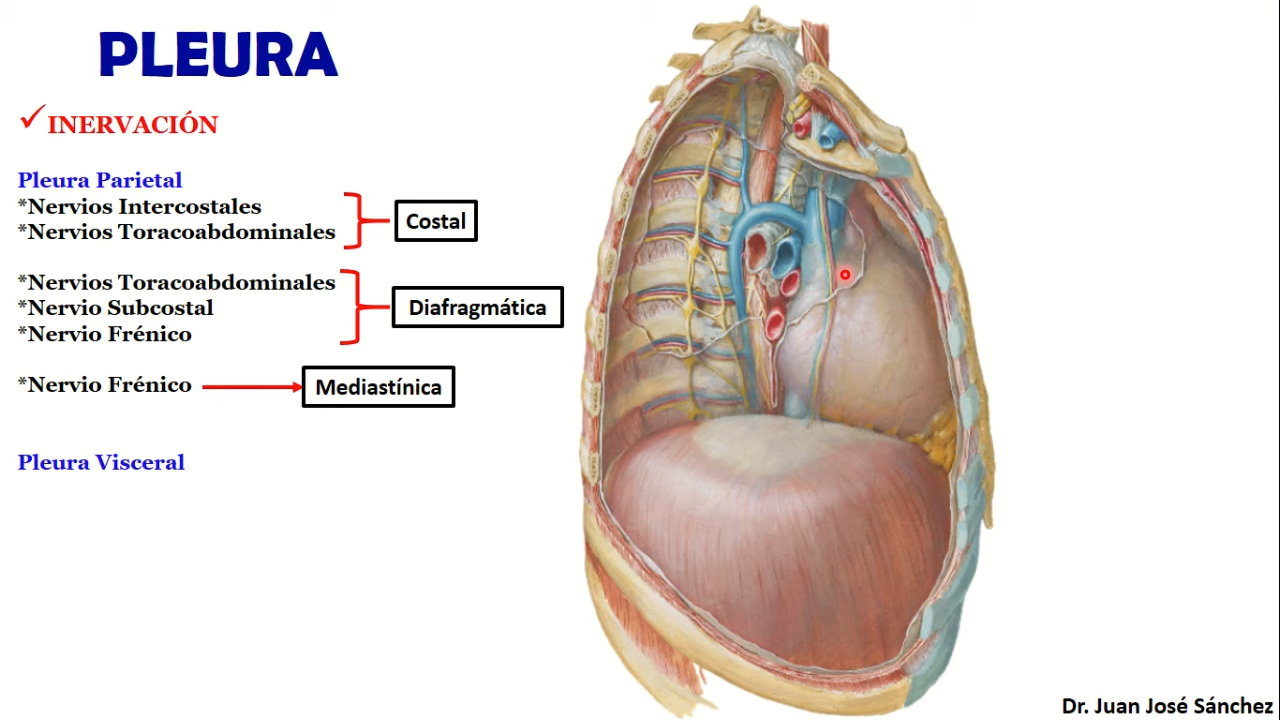 PLEURA
INERVACIÓN
Pleura Parietal
*Nervios Intercostales
*Nervios Toracoabdominales
Costal
*Nervios Toracoabdominales
*Nervio Subcostal
*Nervio Frénico
Diafragmática
*Nervio Frénico
Mediastínica
Pleura Visceral
Dr. Juan José Sánchez